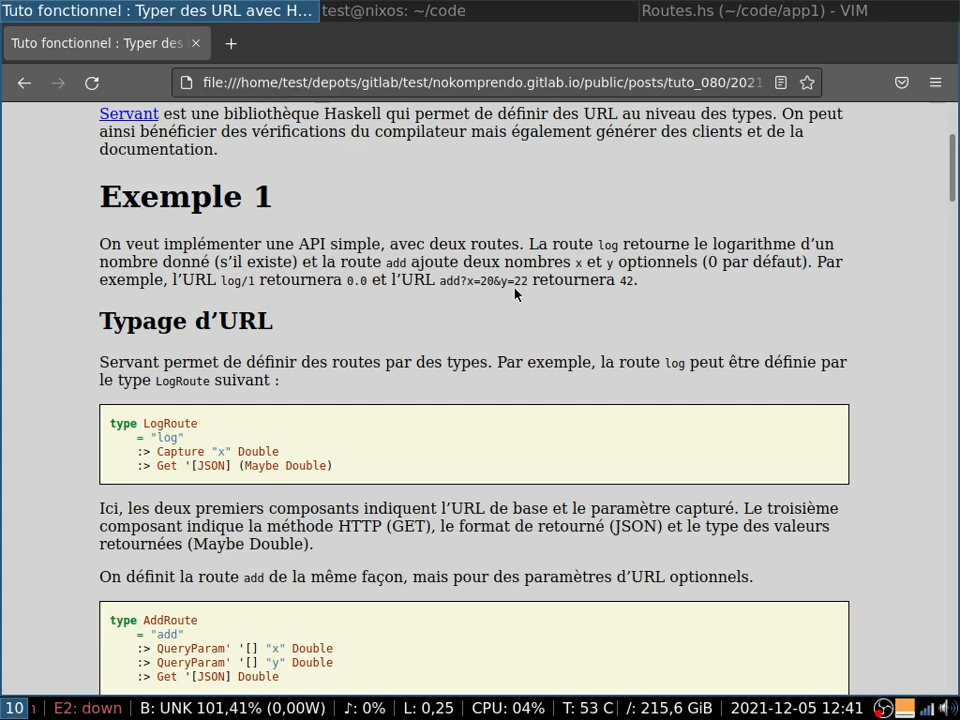 Tuto fonctionnel : Typer des URL avec H... test@nixos: ~/code Routes.hs (~/code/app1) - VIM
Tuto fonctionnel : Typer des
file:///home/test/depots/gitlab/test/nokomprendo.gitlab.io/public/posts/tuto_080/2021
Servant est une bibliothèque Haskell qui permet de définir des URL au niveau des types. On peut
ainsi bénéficier des vérifications du compilateur mais également générer des clients et de la
documentation.
Exemple 1
On veut implémenter une API simple, avec deux routes. La route log retourne le logarithme d’un
nombre donné (s’il existe) et la route add ajoute deux nombres x et y optionnels (0 par défaut). Par
exemple, l’URL log/1 retournera 0.0 et l’URL add?x=20&y=22 retournera 42.
Typage d’URL
Servant permet de définir des routes par des types. Par exemple, la route log peut être définie par
le type LogRoute suivant :
type LogRoute
= "log"
:> Capture "x" Double
:> Get '[JSON] (Maybe Double)
Ici, les deux premiers composants indiquent l’URL de base et le paramètre capturé. Le troisième
composant indique la méthode HTTP (GET), le format de retourné (JSON) et le type des valeurs
retournées (Maybe Double).
On définit la route add de la même façon, mais pour des paramètres d’URL optionnels.
type AddRoute
= "add"
:> QueryParam' '[] "x" Double
:> QueryParam' '[] "y" Double
:> Get '[JSON] Double
10 | E2: down | B: UNK 101,41% (0,00W) | ♪: 0% | L: 0,25 | CPU: 04% | T: 53 C | /: 215,6 GiB | 2021-12-05 12:41